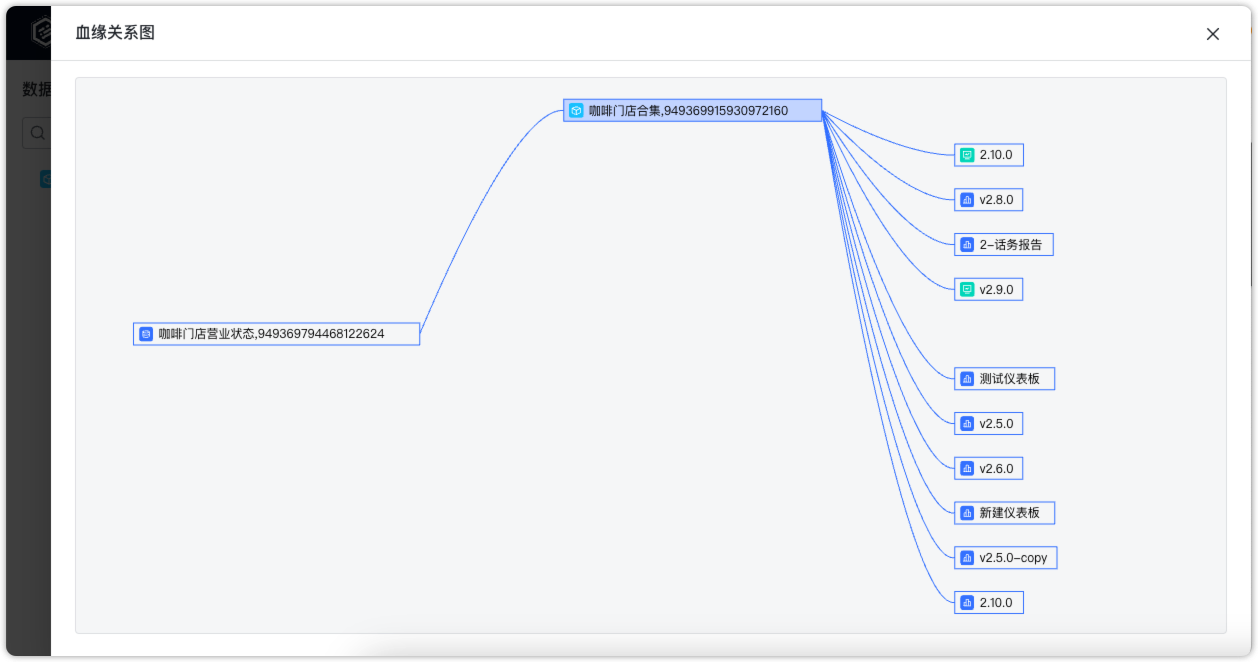 血缘关系图
数据
咖啡门店合集,949369915930972160
2.10.0
v2.8.0
2-话务报告
v2.9.0
咖啡门店营业状态,949369794468122624
测试仪表板
v2.5.0
v2.6.0
新建仪表板
v2.5.0-copy
2.10.0